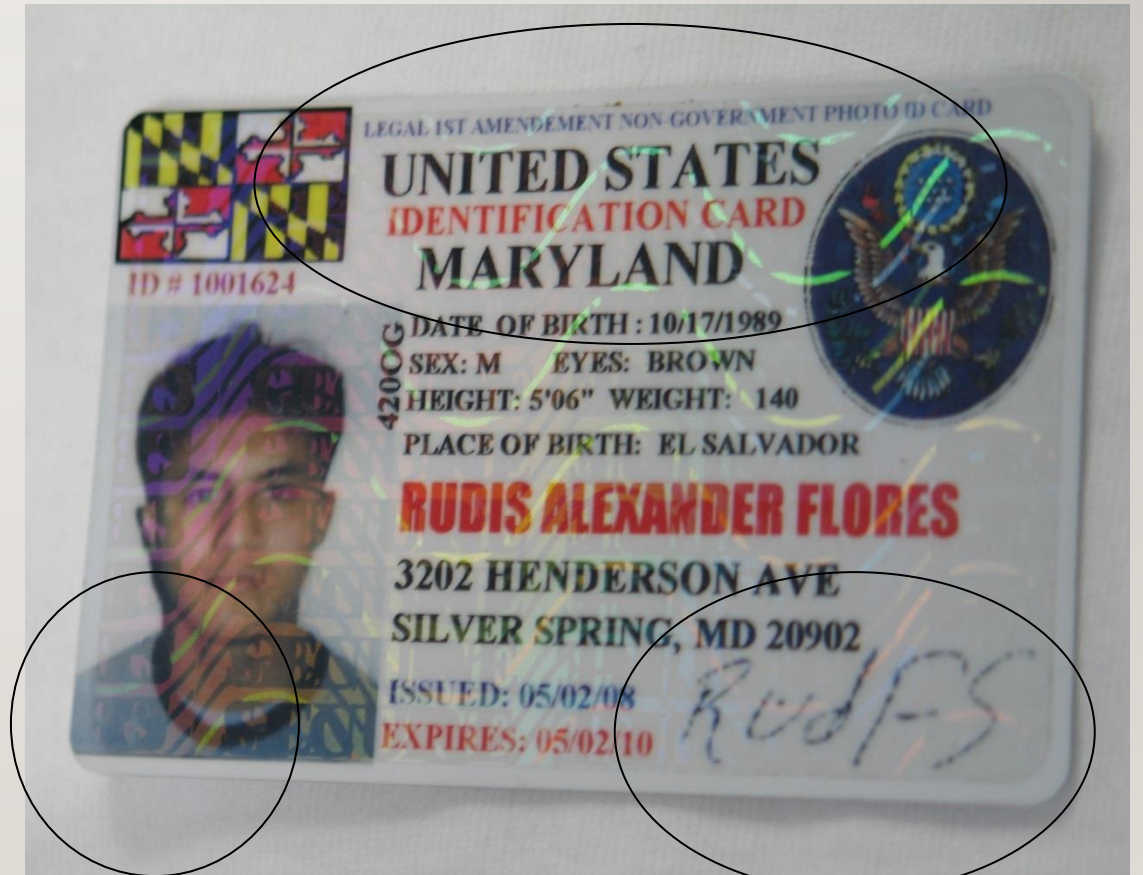 LEGAL 1ST AMENDEMENT NON-GOVERNMENT PHOTO ID CARD
UNITED STATES
IDENTIFICATION CARD
MARYLAND
ID # 1001624
DATE OF BIRTH : 10/17/1989
420OG
SEX: M EYES: BROWN
HEIGHT: 5'06" WEIGHT: 140
PLACE OF BIRTH: EL SALVADOR
RUDIS ALEXANDER FLORES
3202 HENDERSON AVE
SILVER SPRING, MD 20902
ISSUED: 05/02/08
EXPIRES: 05/02/10
RudFS